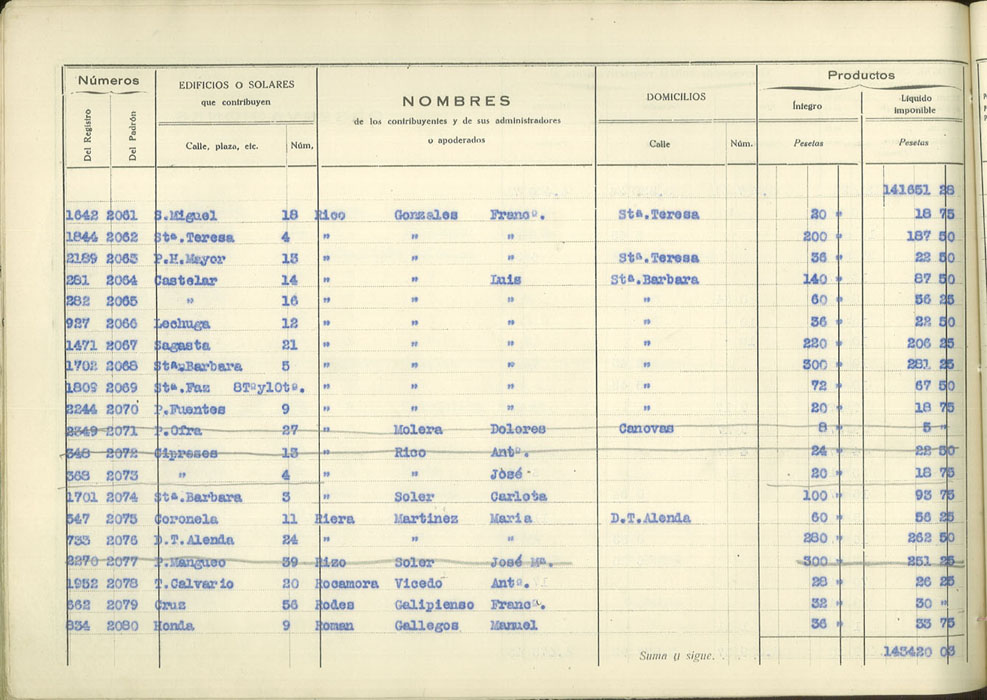 Números EDIFICIOS O SOLARES que contribuyen NOMBRES de los contribuyentes y de sus administradores o apoderados DOMICILIOS Productos
Del Registro Del Padrón Calle, plaza, etc. Núm. Calle Núm. Íntegro Pesetas Líquido imponible Pesetas
141651 28
1642 2061 S.Miguel 18 Rico Gonzales Francº. Stª.Teresa 20 " 18 75
1844 2062 Stª.Teresa 4 " " " 200 " 187 50
2189 2063 P.H.Mayor 13 " " " Stª.Teresa 36 " 22 50
281 2064 Castelar 14 " " Luis Stª.Barbara 140 " 87 50
282 2065 " 16 " " " " 60 " 56 25
927 2066 Lechuga 12 " " " " 36 " 22 50
1471 2067 Sagasta 21 " " " " 220 " 206 25
1702 2068 Stª.Barbara 5 " " " " 300 " 281 25
1809 2069 Stª.Faz 8Tºy10tº. " " " " 72 " 67 50
2244 2070 P.Fuentes 9 " " " " 20 " 18 75
2349 2071 P.Ofra 27 " Molera Dolores Canovas 8 " 5 "
348 2072 Cipreses 13 " Rico Antº. 24 " 22 50
368 2073 " 4 " " José 20 " 18 75
1701 2074 Stª.Barbara 3 " Soler Carlota 100 " 93 75
547 2075 Coronela 11 Riera Martinez Maria D.T.Alenda 60 " 56 25
733 2076 D.T.Alenda 24 " " " 280 " 262 50
2270 2077 P.Mangueo 39 Rizo Soler José Mª. 300 " 251 25
1952 2078 T.Calvario 20 Rocamora Vicedo Antº. 28 " 26 25
662 2079 Cruz 56 Rodes Galipienso Francª. 32 " 30 "
834 2080 Honda 9 Roman Gallegos Manuel 36 " 33 75
Suma y sigue. 143420 03